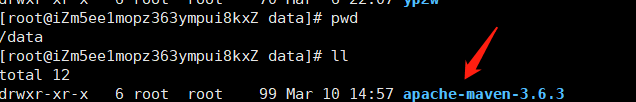 drwxr-xr-x   6 root  root    70 Mar  6 22:07 ypzw
[root@iZm5ee1mopz363ympui8kxZ data]# pwd
/data
[root@iZm5ee1mopz363ympui8kxZ data]# ll
total 12
drwxr-xr-x   6 root  root    99 Mar 10 14:57 apache-maven-3.6.3